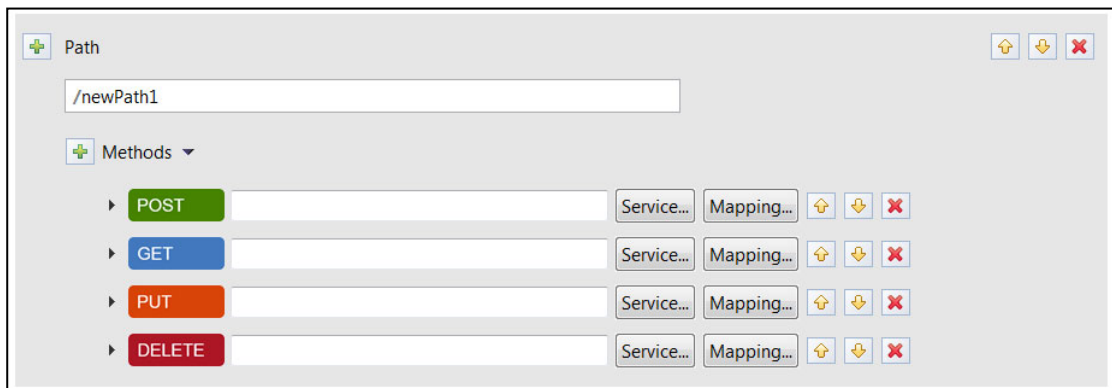 Path
/newPath1
Methods
POST Service... Mapping...
GET Service... Mapping...
PUT Service... Mapping...
DELETE Service... Mapping...